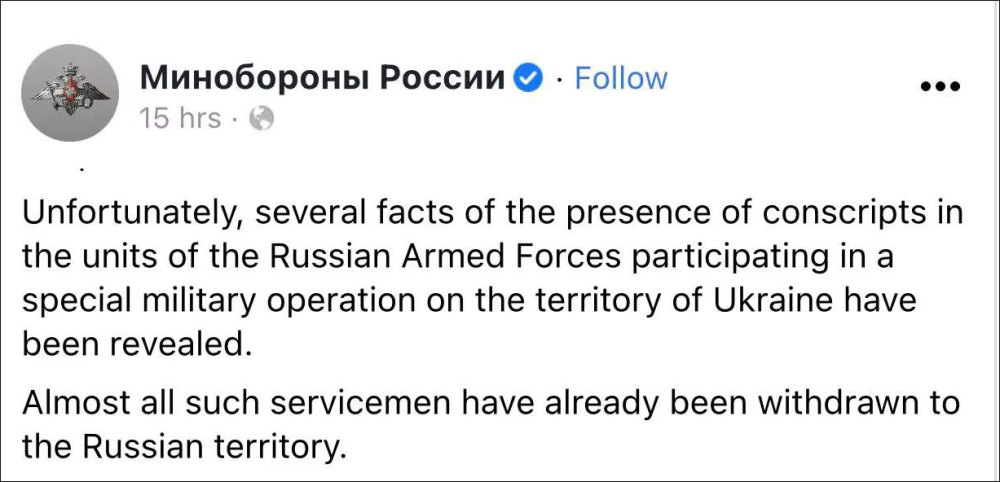 Минобороны России · Follow
15 hrs ·
.
Unfortunately, several facts of the presence of conscripts in
the units of the Russian Armed Forces participating in a
special military operation on the territory of Ukraine have
been revealed.
Almost all such servicemen have already been withdrawn to
the Russian territory.